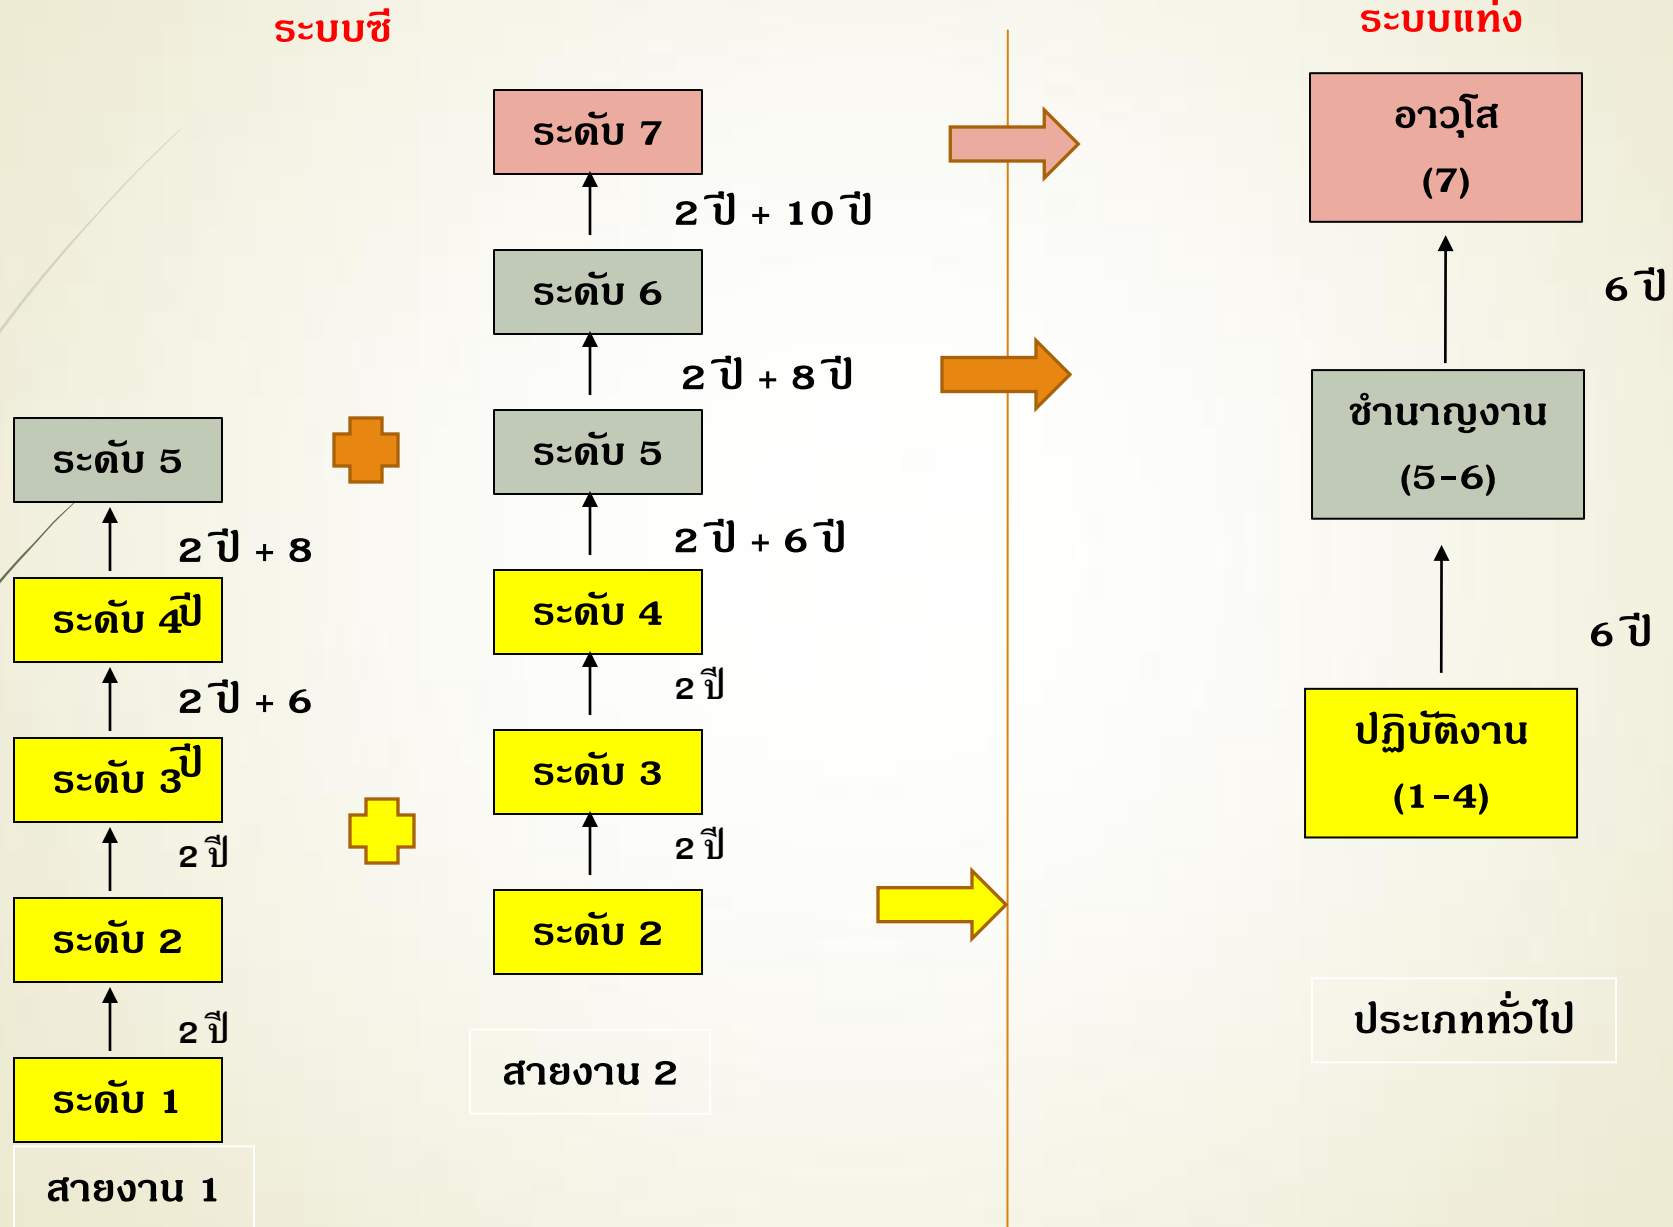 ระบบซี
ระดับ 5
2 ปี + 8
ปี
ระดับ 4
2 ปี + 6
ปี
ระดับ 3
2 ปี
ระดับ 2
2 ปี
ระดับ 1
สายงาน 1
ระดับ 7
2 ปี + 10 ปี
ระดับ 6
2 ปี + 8 ปี
ระดับ 5
2 ปี + 6 ปี
ระดับ 4
2 ปี
ระดับ 3
2 ปี
ระดับ 2
สายงาน 2
ระบบแท่ง
อาวุโส
(7)
6 ปี
ชำนาญงาน
(5-6)
6 ปี
ปฏิบัติงาน
(1-4)
ประเภททั่วไป